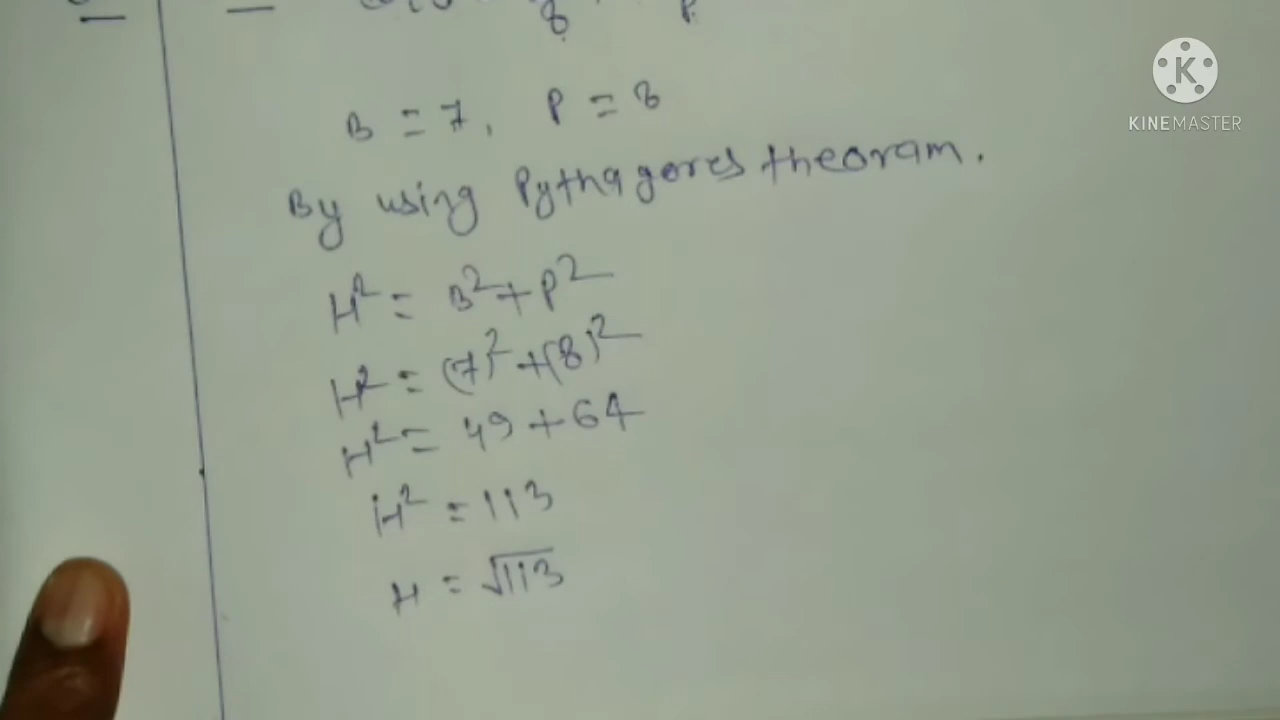 B = 7, P = 8
By using Pythagores theoram.
H² = B² + P²
H² = (7)² + (8)²
H² = 49 + 64
H² = 113
H = √113
K
KINEMASTER